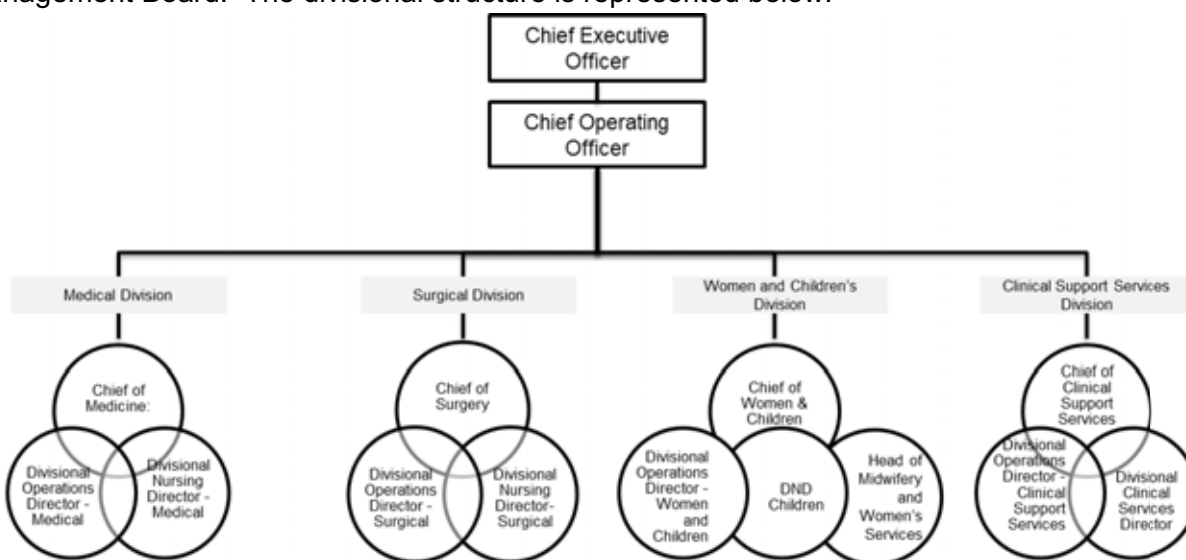 nagement Board. The divisional structure is represented below.
Chief Executive
Officer
Chief Operating
Officer
Medical Division
Surgical Division
Women and Children's
Division
Clinical Support Services
Division
Chief of
Medicine:
Divisional
Operations
Director -
Medical
Divisional
Nursing
Director -
Medical
Chief of
Surgery
Divisional
Operations
Director -
Surgical
Divisional
Nursing
Director-
Surgical
Chief of
Women &
Children
Divisional
Operations
Director -
Women
and
Children
DND
Children
Head of
Midwifery
and
Women's
Services
Chief of
Clinical
Support
Services
Divisional
Operations
Director -
Clinical
Support
Services
Divisional
Clinical
Services
Director